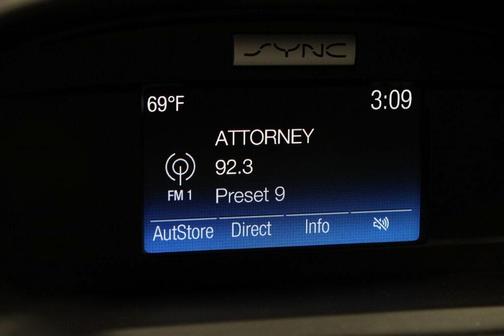 SYNC
69°F 3:09
ATTORNEY
92.3
FM 1 Preset 9
AutStore Direct Info